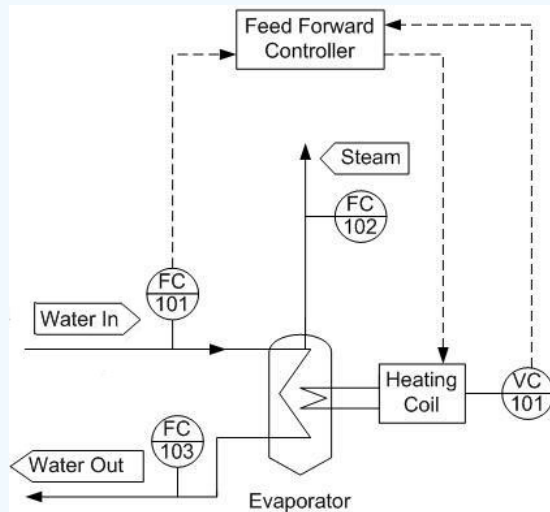 Feed Forward
Controller
Steam
FC
102
FC
101
Water In
Heating
Coil
VC
101
FC
103
Water Out
Evaporator